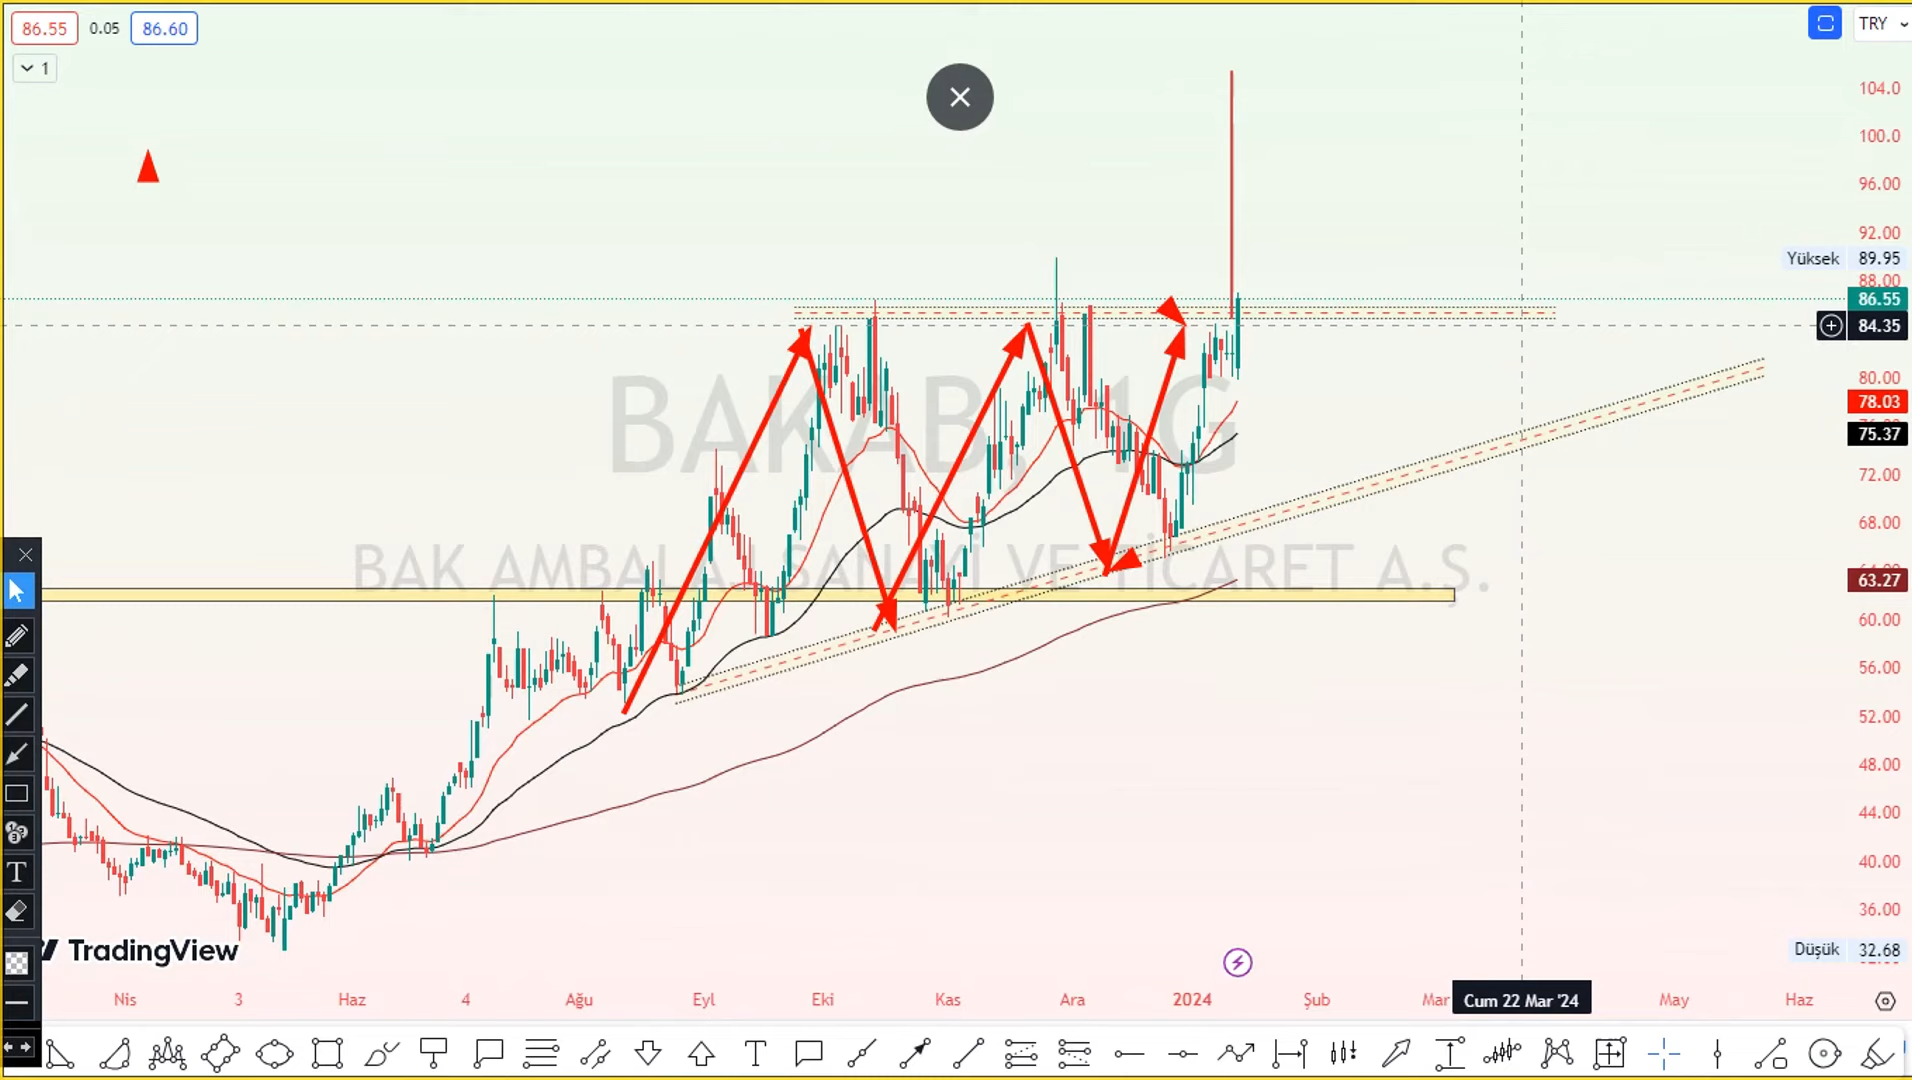 86.55 0.05 86.60
TRY
1
104.0
100.0
96.00
92.00
Yüksek 89.95
88.00
86.55
84.35
80.00
78.03
75.37
72.00
68.00
63.27
60.00
56.00
52.00
48.00
44.00
40.00
36.00
Düşük 32.68
BAKAB, 1G
BAK AMBALAJ SANAYİ VE TİCARET A.Ş.
TradingView
Nis 3 Haz 4 Ağu Eyl Eki Kas Ara 2024 Şub Mar Cum 22 Mar '24 May Haz